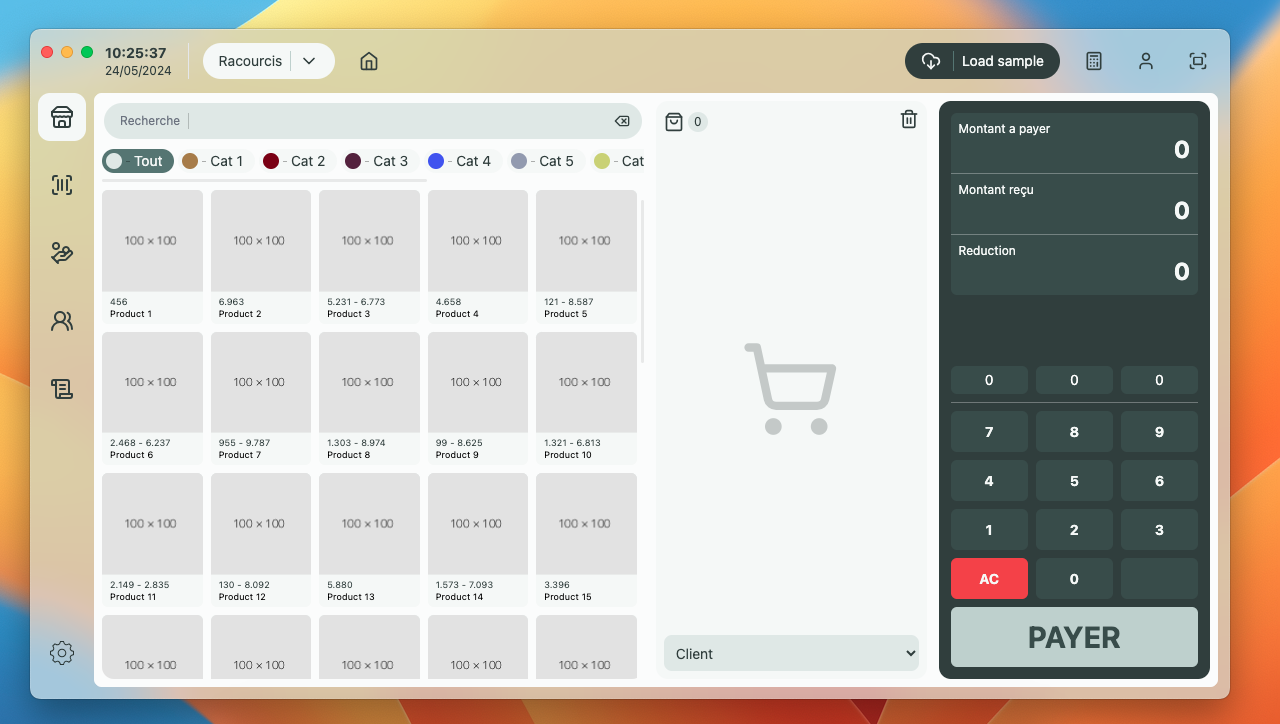 10:25:37
24/05/2024
Racourcis
Load sample
Recherche
0
- Tout
- Cat 1
- Cat 2
- Cat 3
- Cat 4
- Cat 5
- Cat
100 × 100
100 × 100
100 × 100
100 × 100
100 × 100
456
Product 1
6.963
Product 2
5.231 - 6.773
Product 3
4.658
Product 4
121 - 8.587
Product 5
100 × 100
100 × 100
100 × 100
100 × 100
100 × 100
2.468 - 6.237
Product 6
955 - 9.787
Product 7
1.303 - 8.974
Product 8
99 - 8.625
Product 9
1.321 - 6.813
Product 10
100 × 100
100 × 100
100 × 100
100 × 100
100 × 100
2.149 - 2.835
Product 11
130 - 8.092
Product 12
5.880
Product 13
1.573 - 7.093
Product 14
3.396
Product 15
100 × 100
100 × 100
100 × 100
100 × 100
100 × 100
Client
Montant a payer
0
Montant reçu
0
Reduction
0
0 0 0
7 8 9
4 5 6
1 2 3
AC 0
PAYER